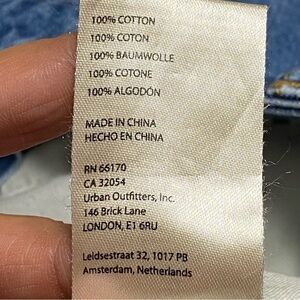 100% COTTON
100% COTON
100% BAUMWOLLE
100% COTONE
100% ALGODÓN
MADE IN CHINA
HECHO EN CHINA
RN 66170
CA 32054
Urban Outfitters, Inc.
146 Brick Lane
LONDON, E1 6RU
Leidsestraat 32, 1017 PB
Amsterdam, Netherlands